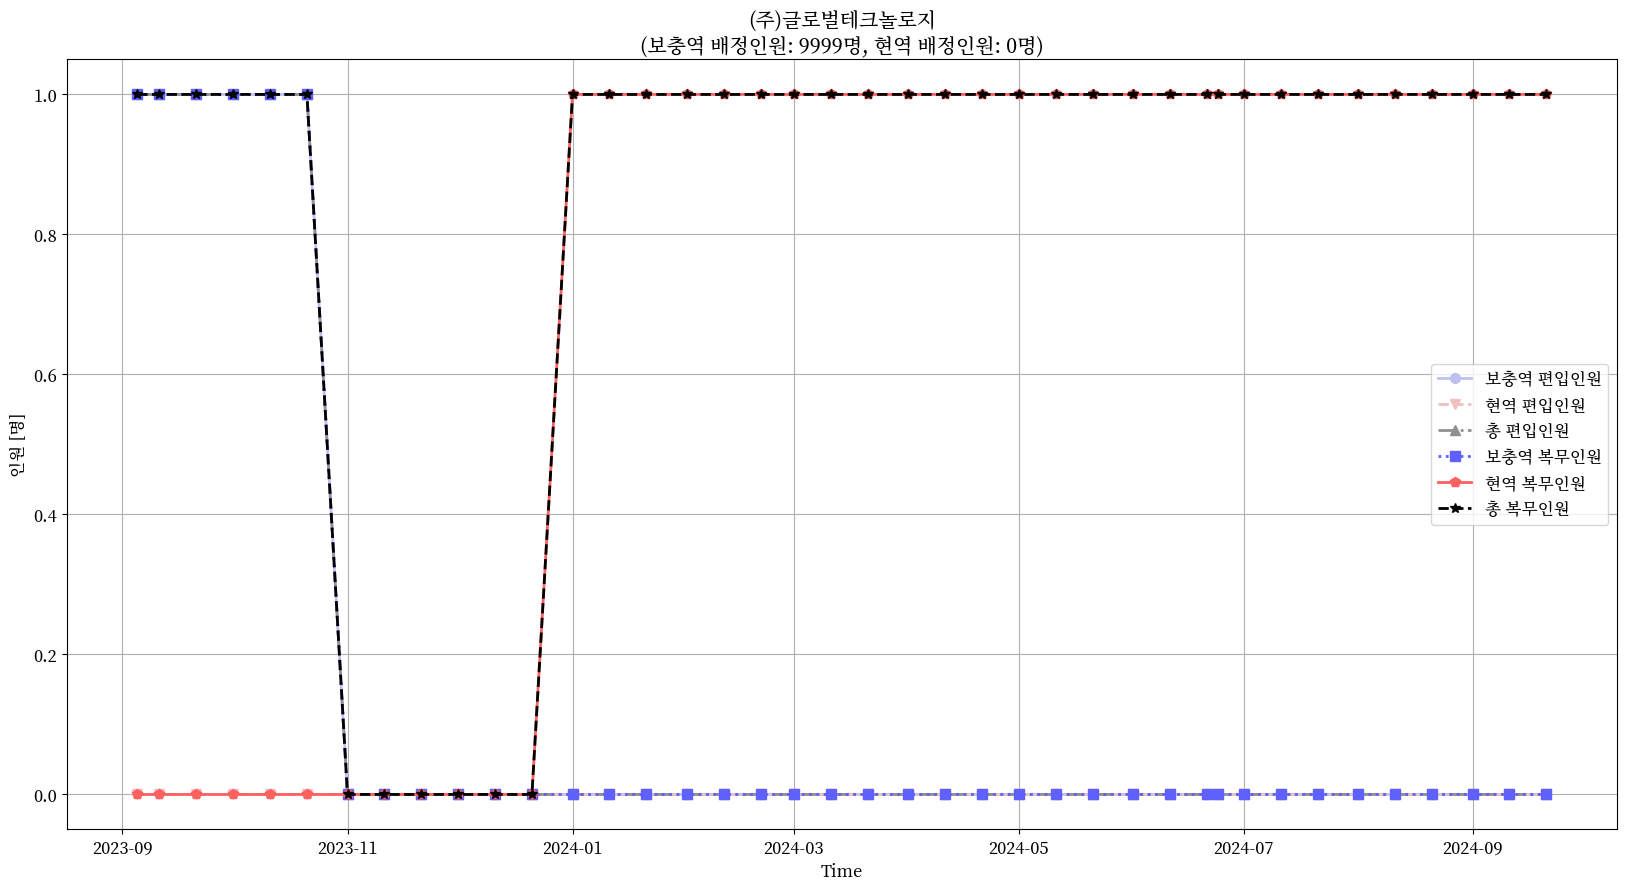 (주)글로벌테크놀로지
(보충역 배정인원: 9999명, 현역 배정인원: 0명)
1.0
0.8
0.6
0.4
0.2
0.0
인원 [명]
보충역 편입인원
현역 편입인원
총 편입인원
보충역 복무인원
현역 복무인원
총 복무인원
2023-09 2023-11 2024-01 2024-03 2024-05 2024-07 2024-09
Time